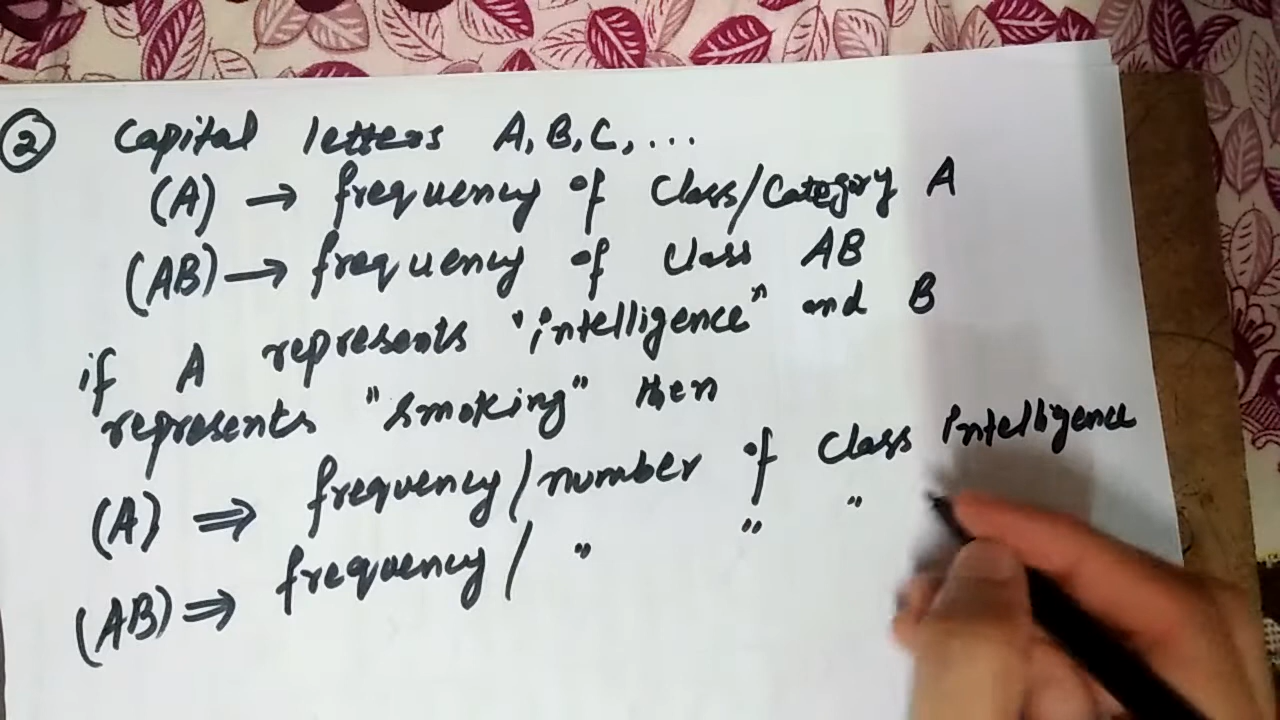 ② Capital letters A, B, C, ...
(A) → frequency of Class/Category A
(AB) → frequency of Class AB
if A represents "intelligence" and B
represents "smoking" then
(A) ⇒ frequency/number of Class intelligence
(AB) ⇒ frequency/ " " "